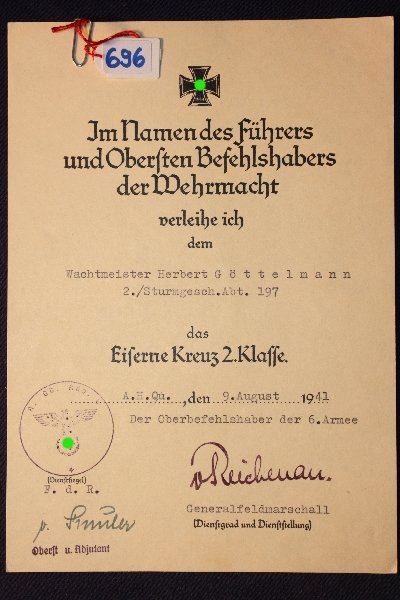 696
Im Namen des Führers
und Obersten Befehlshabers
der Wehrmacht
verleihe ich
dem
Wachtmeister Herbert G ö t t e l m a n n
2./Sturmgesch.Abt. 197
das
Eiserne Kreuz 2.Klasse.
A.H.Qu. ,den 9.August 1941
Der Oberbefehlshaber der 6.Armee
(Dienstsiegel)
F. d. R.
v Reichenau.
Generalfeldmarschall
(Dienstgrad und Dienststellung)
Oberst u. Adjutant